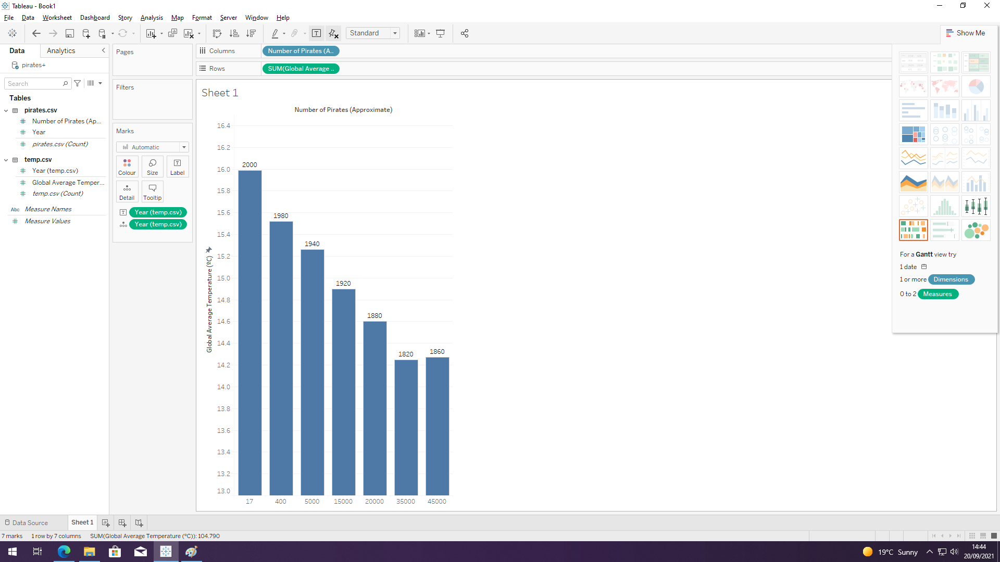 Tableau - Book1
File Data Worksheet Dashboard Story Analysis Map Format Server Window Help
Standard
Show Me
Data Analytics
pirates+
Search
Tables
pirates.csv
Number of Pirates (Ap...
Year
pirates.csv (Count)
temp.csv
Year (temp.csv)
Global Average Temper...
temp.csv (Count)
Abc Measure Names
Measure Values
Pages
Filters
Marks
Automatic
Colour Size Label
Detail Tooltip
Year (temp.csv)
Year (temp.csv)
Columns Number of Pirates (A..
Rows SUM(Global Average ..
Sheet 1
Number of Pirates (Approximate)
Global Average Temperature (ºC)
16.4
16.2
16.0
15.8
15.6
15.4
15.2
15.0
14.8
14.6
14.4
14.2
14.0
13.8
13.6
13.4
13.2
13.0
2000
1980
1940
1920
1880
1820
1860
17 400 5000 15000 20000 35000 45000
For a Gantt view try
1 date
1 or more Dimensions
0 to 2 Measures
Data Source Sheet 1
7 marks 1 row by 7 columns SUM(Global Average Temperature (ºC)): 104.790
19°C Sunny
14:44
20/09/2021